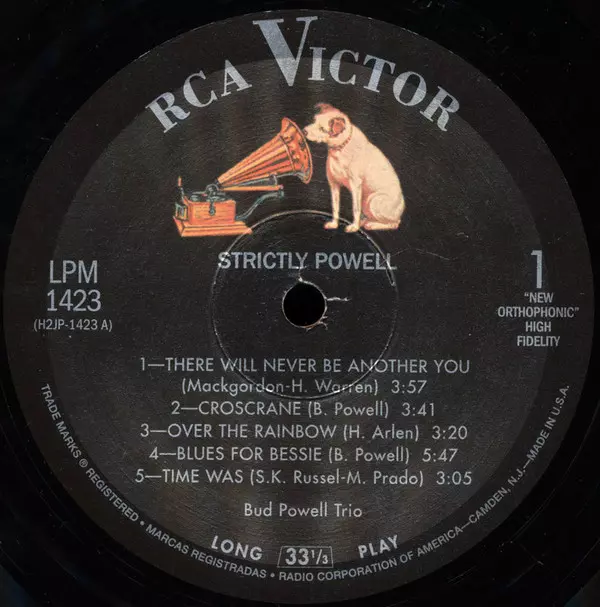 RCA VICTOR
STRICTLY POWELL
LPM
1423
(H2JP-1423 A)
1
"NEW
ORTHOPHONIC"
HIGH
FIDELITY
1—THERE WILL NEVER BE ANOTHER YOU
(Mackgordon-H. Warren) 3:57
2—CROSCRANE (B. Powell) 3:41
3—OVER THE RAINBOW (H. Arlen) 3:20
4—BLUES FOR BESSIE (B. Powell) 5:47
5—TIME WAS (S.K. Russel-M. Prado) 3:05
Bud Powell Trio
LONG 33 1/3 PLAY
TRADE MARKS ® REGISTERED • MARCAS REGISTRADAS • RADIO CORPORATION OF AMERICA—CAMDEN, N.J.—MADE IN U.S.A.